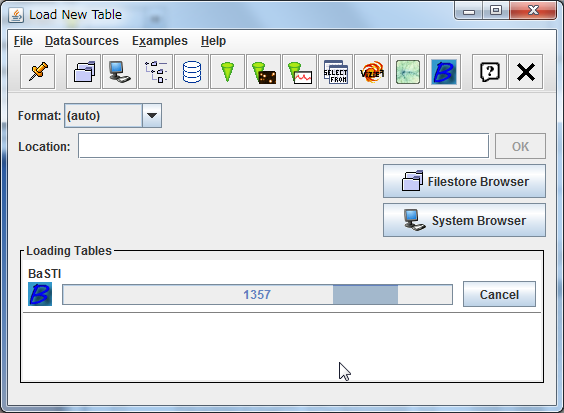 Load New Table
File DataSources Examples Help
SELECT FROM VizieR
Format: (auto)
Location: OK
Filestore Browser
System Browser
Loading Tables
BaSTI
1357 Cancel